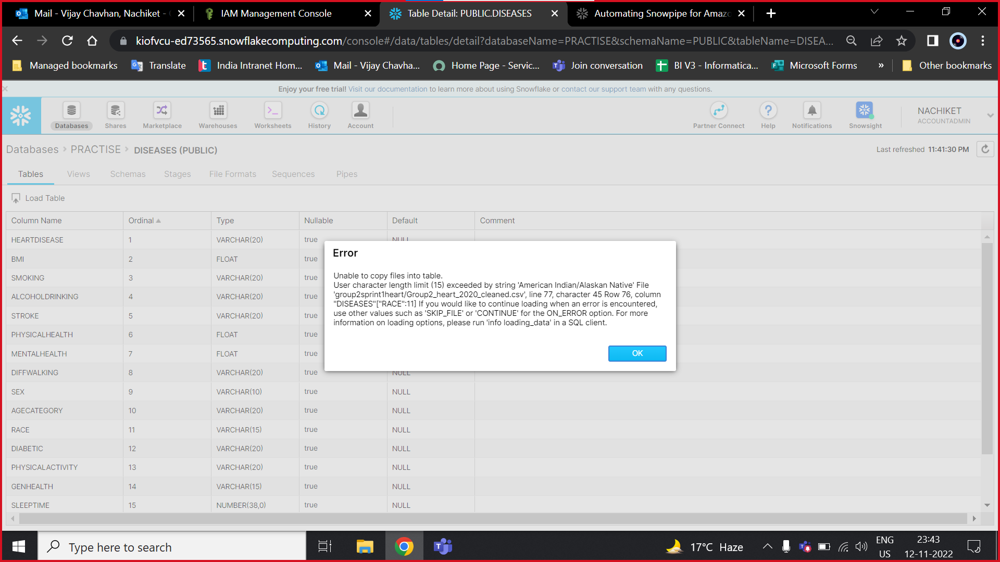 Mail - Vijay Chavhan, Nachiket -
IAM Management Console
Table Detail: PUBLIC.DISEASES
Automating Snowpipe for Amazo
kiofvcu-ed73565.snowflakecomputing.com/console#/data/tables/detail?databaseName=PRACTISE&schemaName=PUBLIC&tableName=DISEA...
Managed bookmarks
Translate
India Intranet Hom...
Mail - Vijay Chavha...
Home Page - Servic...
Join conversation
BI V3 - Informatica...
Microsoft Forms
»
Other bookmarks
Enjoy your free trial! Visit our documentation to learn more about using Snowflake or contact our support team with any questions.
Databases
Shares
Marketplace
Warehouses
Worksheets
History
Account
Partner Connect
Help
Notifications
Snowsight
NACHIKET
ACCOUNTADMIN
Databases > PRACTISE > DISEASES (PUBLIC)
Last refreshed 11:41:30 PM
Tables Views Schemas Stages File Formats Sequences Pipes
Load Table
Column Name Ordinal Type Nullable Default Comment
HEARTDISEASE 1 VARCHAR(20) true NULL
BMI 2 FLOAT true
SMOKING 3 VARCHAR(20) true
ALCOHOLDRINKING 4 VARCHAR(20) true
STROKE 5 VARCHAR(20) true
PHYSICALHEALTH 6 FLOAT true
MENTALHEALTH 7 FLOAT true
DIFFWALKING 8 VARCHAR(20) true NULL
SEX 9 VARCHAR(10) true NULL
AGECATEGORY 10 VARCHAR(20) true NULL
RACE 11 VARCHAR(15) true NULL
DIABETIC 12 VARCHAR(20) true NULL
PHYSICALACTIVITY 13 VARCHAR(20) true NULL
GENHEALTH 14 VARCHAR(15) true NULL
SLEEPTIME 15 NUMBER(38,0) true NULL
Error
Unable to copy files into table.
User character length limit (15) exceeded by string 'American Indian/Alaskan Native' File
'group2sprint1heart/Group2_heart_2020_cleaned.csv', line 77, character 45 Row 76, column
"DISEASES"["RACE":11] If you would like to continue loading when an error is encountered,
use other values such as 'SKIP_FILE' or 'CONTINUE' for the ON_ERROR option. For more
information on loading options, please run 'info loading_data' in a SQL client.
OK
Type here to search
17°C Haze
ENG
US
23:43
12-11-2022